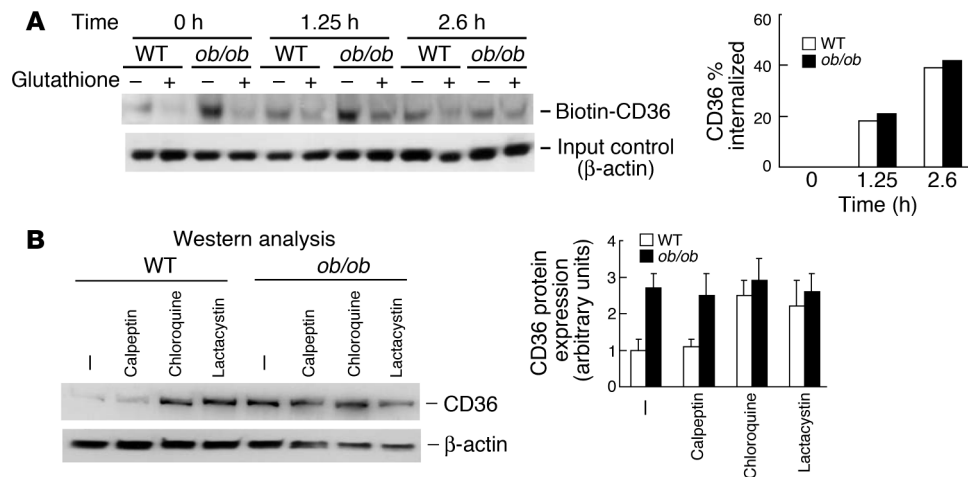 A
Time 0 h 1.25 h 2.6 h
WT ob/ob WT ob/ob WT ob/ob
Glutathione – + – + – + – + – + – +
– Biotin-CD36
– Input control
(β-actin)
CD36 %
internalized
60
40
20
0
WT
ob/ob
0 1.25 2.6
Time (h)
B
Western analysis
WT ob/ob
– Calpeptin Chloroquine Lactacystin – Calpeptin Chloroquine Lactacystin
– CD36
– β-actin
CD36 protein
expression
(arbitrary units)
WT
ob/ob
4
3
2
1
0
– Calpeptin Chloroquine Lactacystin